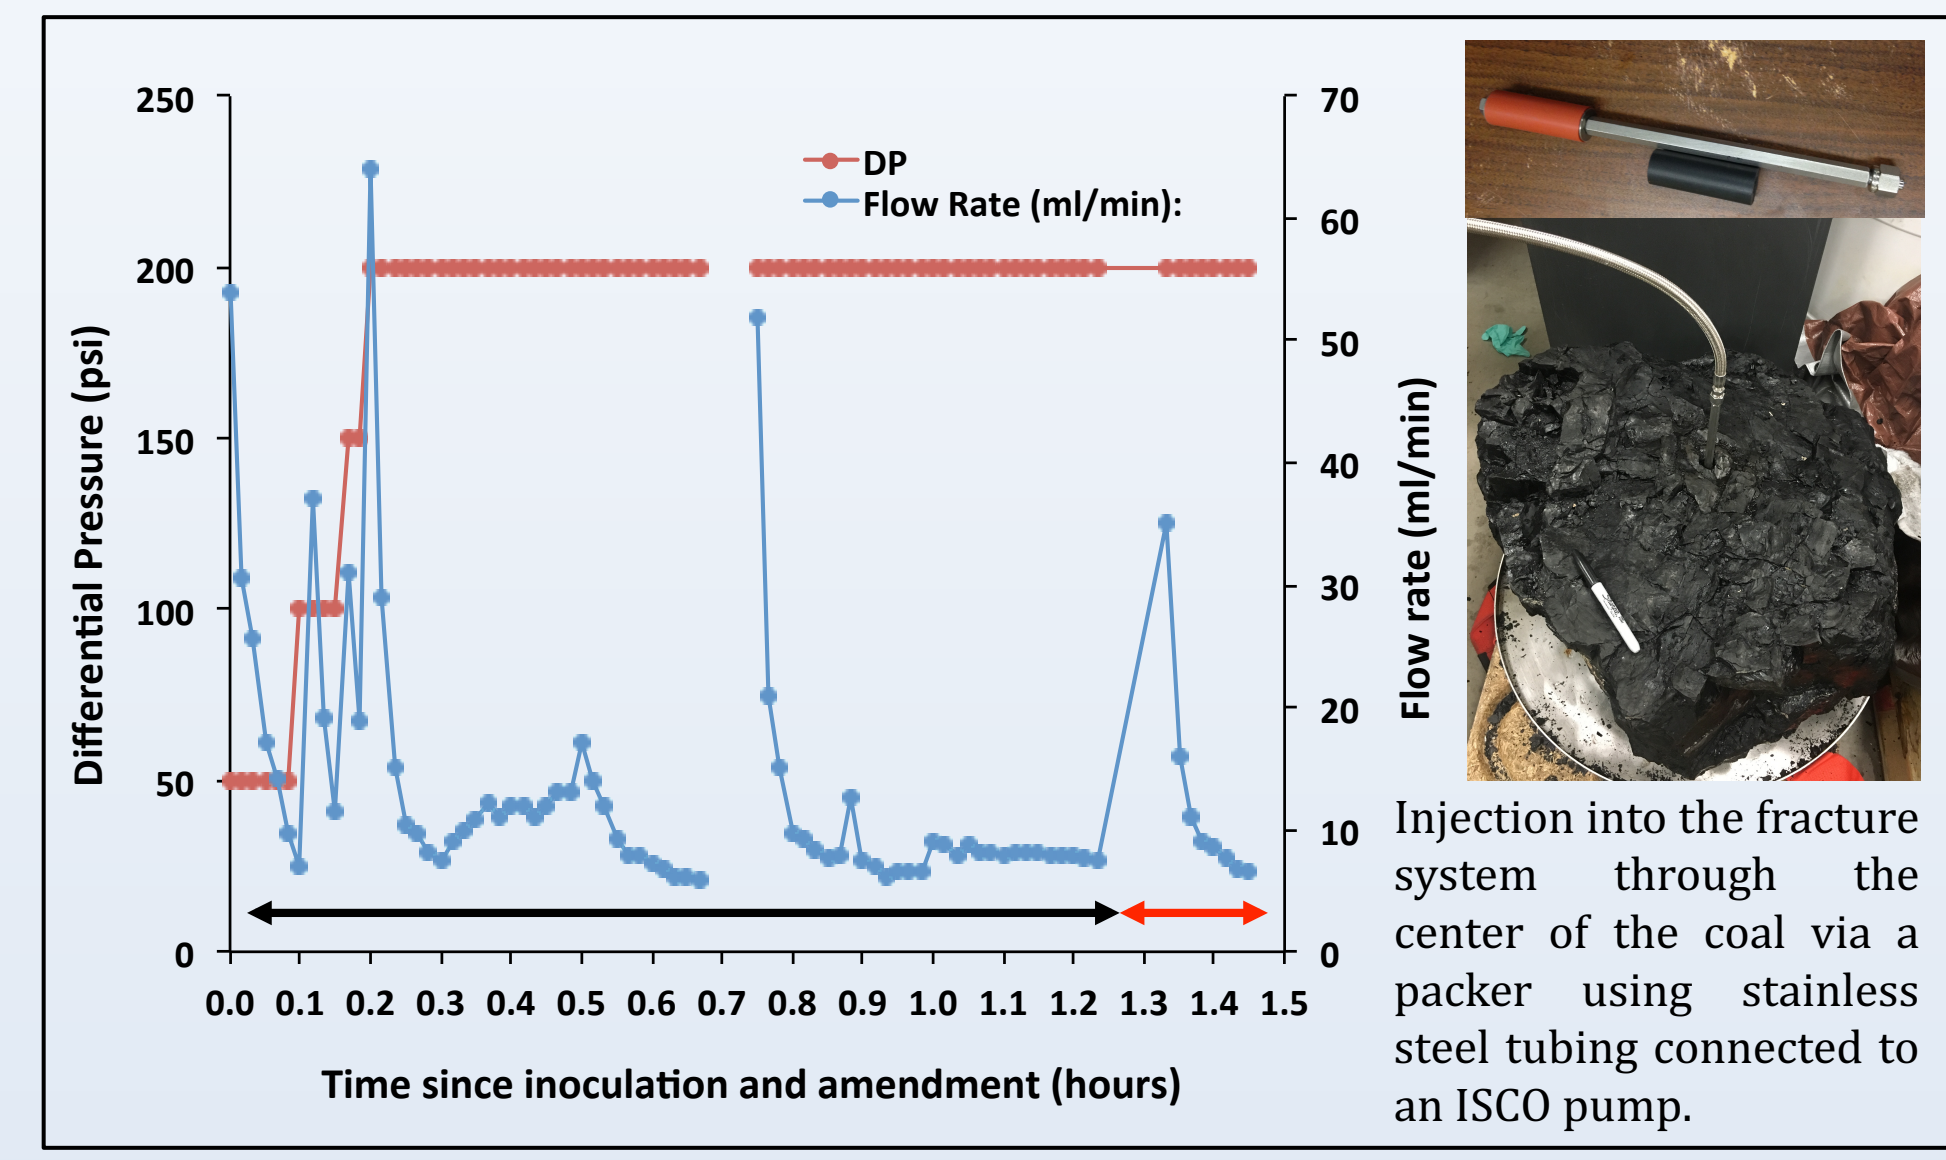 250
200
150
100
50
0
Differential Pressure (psi)
DP
Flow Rate (ml/min):
70
60
50
40
30
20
10
0
Flow rate (ml/min)
0.0 0.1 0.2 0.3 0.4 0.5 0.6 0.7 0.8 0.9 1.0 1.1 1.2 1.3 1.4 1.5
Time since inoculation and amendment (hours)
Injection into the fracture
system through the
center of the coal via a
packer using stainless
steel tubing connected to
an ISCO pump.